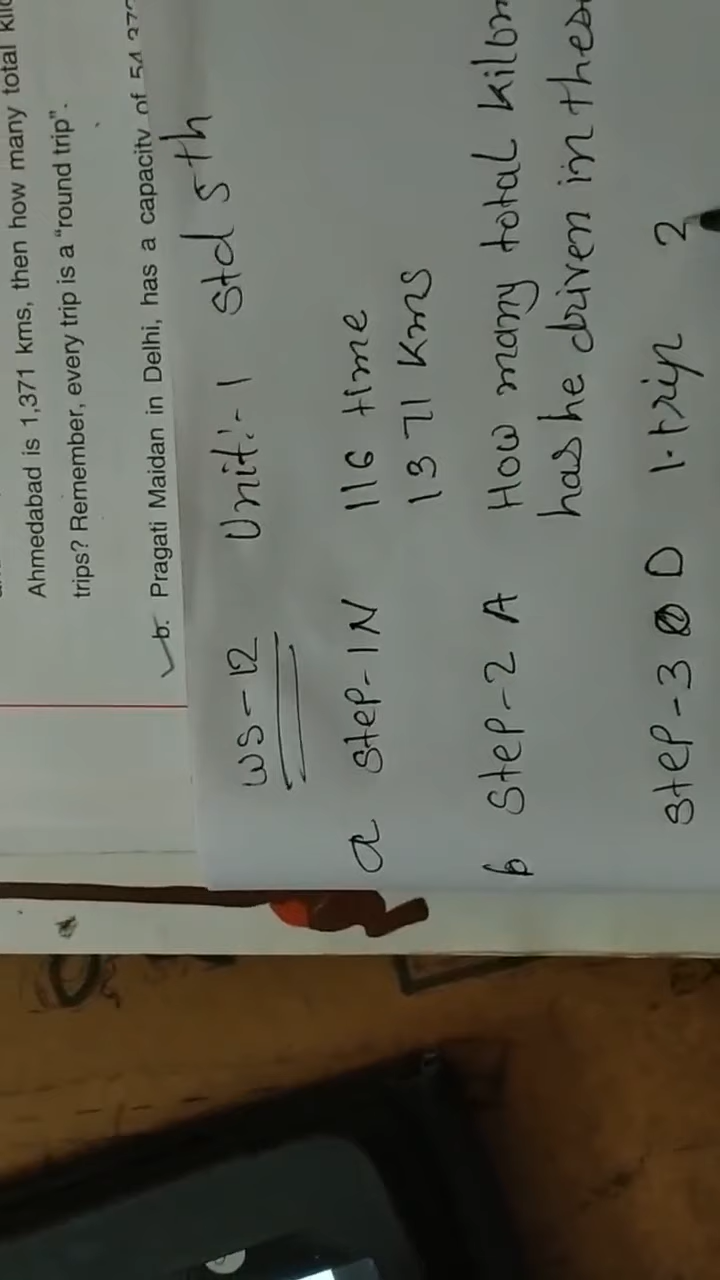 Ahmedabad is 1,371 kms, then how many total
trips? Remember, every trip is a "round trip".
b. Pragati Maidan in Delhi, has a capacity of
WS-12 Unit:-1 Std 5th
a Step-1N 116 time
1371 Kms
b Step-2 A How many total
has he driven in
Step-3 D 1.trip 2